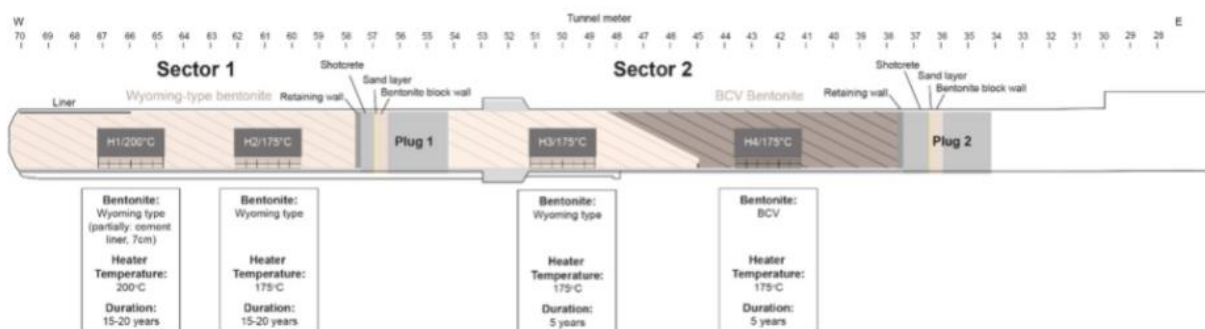 Tunnel meter
W
E
70 69 68 67 66 65 64 63 62 61 60 59 58 57 56 55 54 53 52 51 50 49 48 47 46 45 44 43 42 41 40 39 38 37 36 35 34 33 32 31 30 29 28
Sector 1
Sector 2
Shotcrete
Sand layer
Bentonite block wall
Retaining wall
Liner
Wyoming-type bentonite
Shotcrete
Sand layer
Bentonite block wall
Retaining wall
BCV Bentonite
H1/200°C
H2/175°C
Plug 1
H3/175°C
H4/175°C
Plug 2
Bentonite:
Wyoming type
(partially: cement
liner, 7cm)
Heater
Temperature:
200°C
Duration:
15-20 years
Bentonite:
Wyoming type
Heater
Temperature:
175°C
Duration:
15-20 years
Bentonite:
Wyoming type
Heater
Temperature:
175°C
Duration:
5 years
Bentonite:
BCV
Heater
Temperature:
175°C
Duration:
5 years